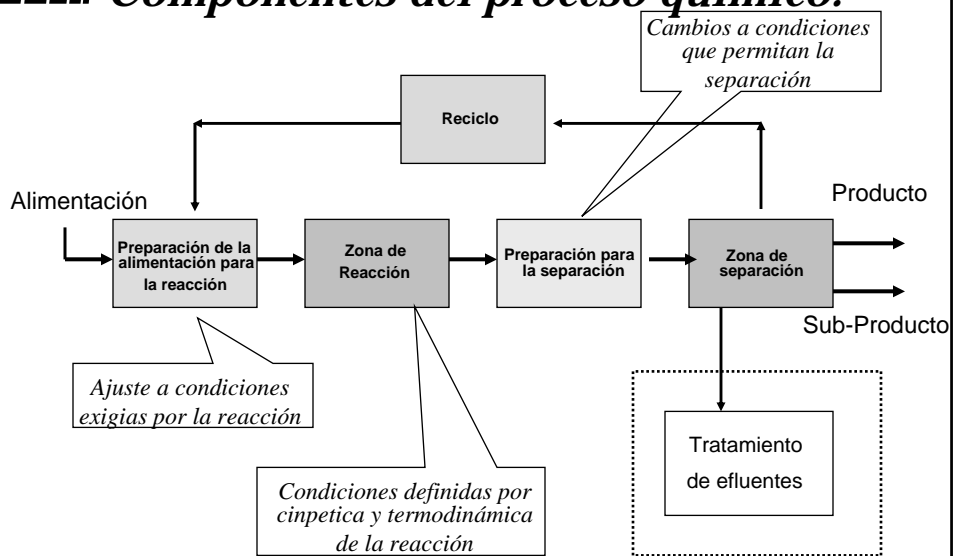 Componentes del proceso químico.
Cambios a condiciones
que permitan la
separación
Reciclo
Alimentación
Producto
Preparación de la
alimentación para
la reacción
Zona de
Reacción
Preparación para
la separación
Zona de
separación
Sub-Producto
Ajuste a condiciones
exigias por la reacción
Tratamiento
de efluentes
Condiciones definidas por
cinpetica y termodinámica
de la reacción